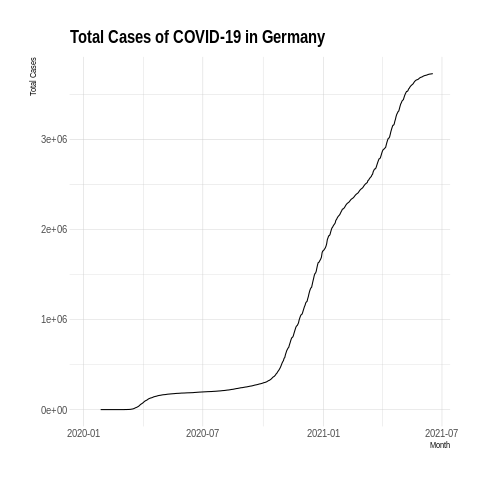 Total Cases of COVID-19 in Germany
Total Cases
3e+06
2e+06
1e+06
0e+00
2020-01 2020-07 2021-01 2021-07
Month